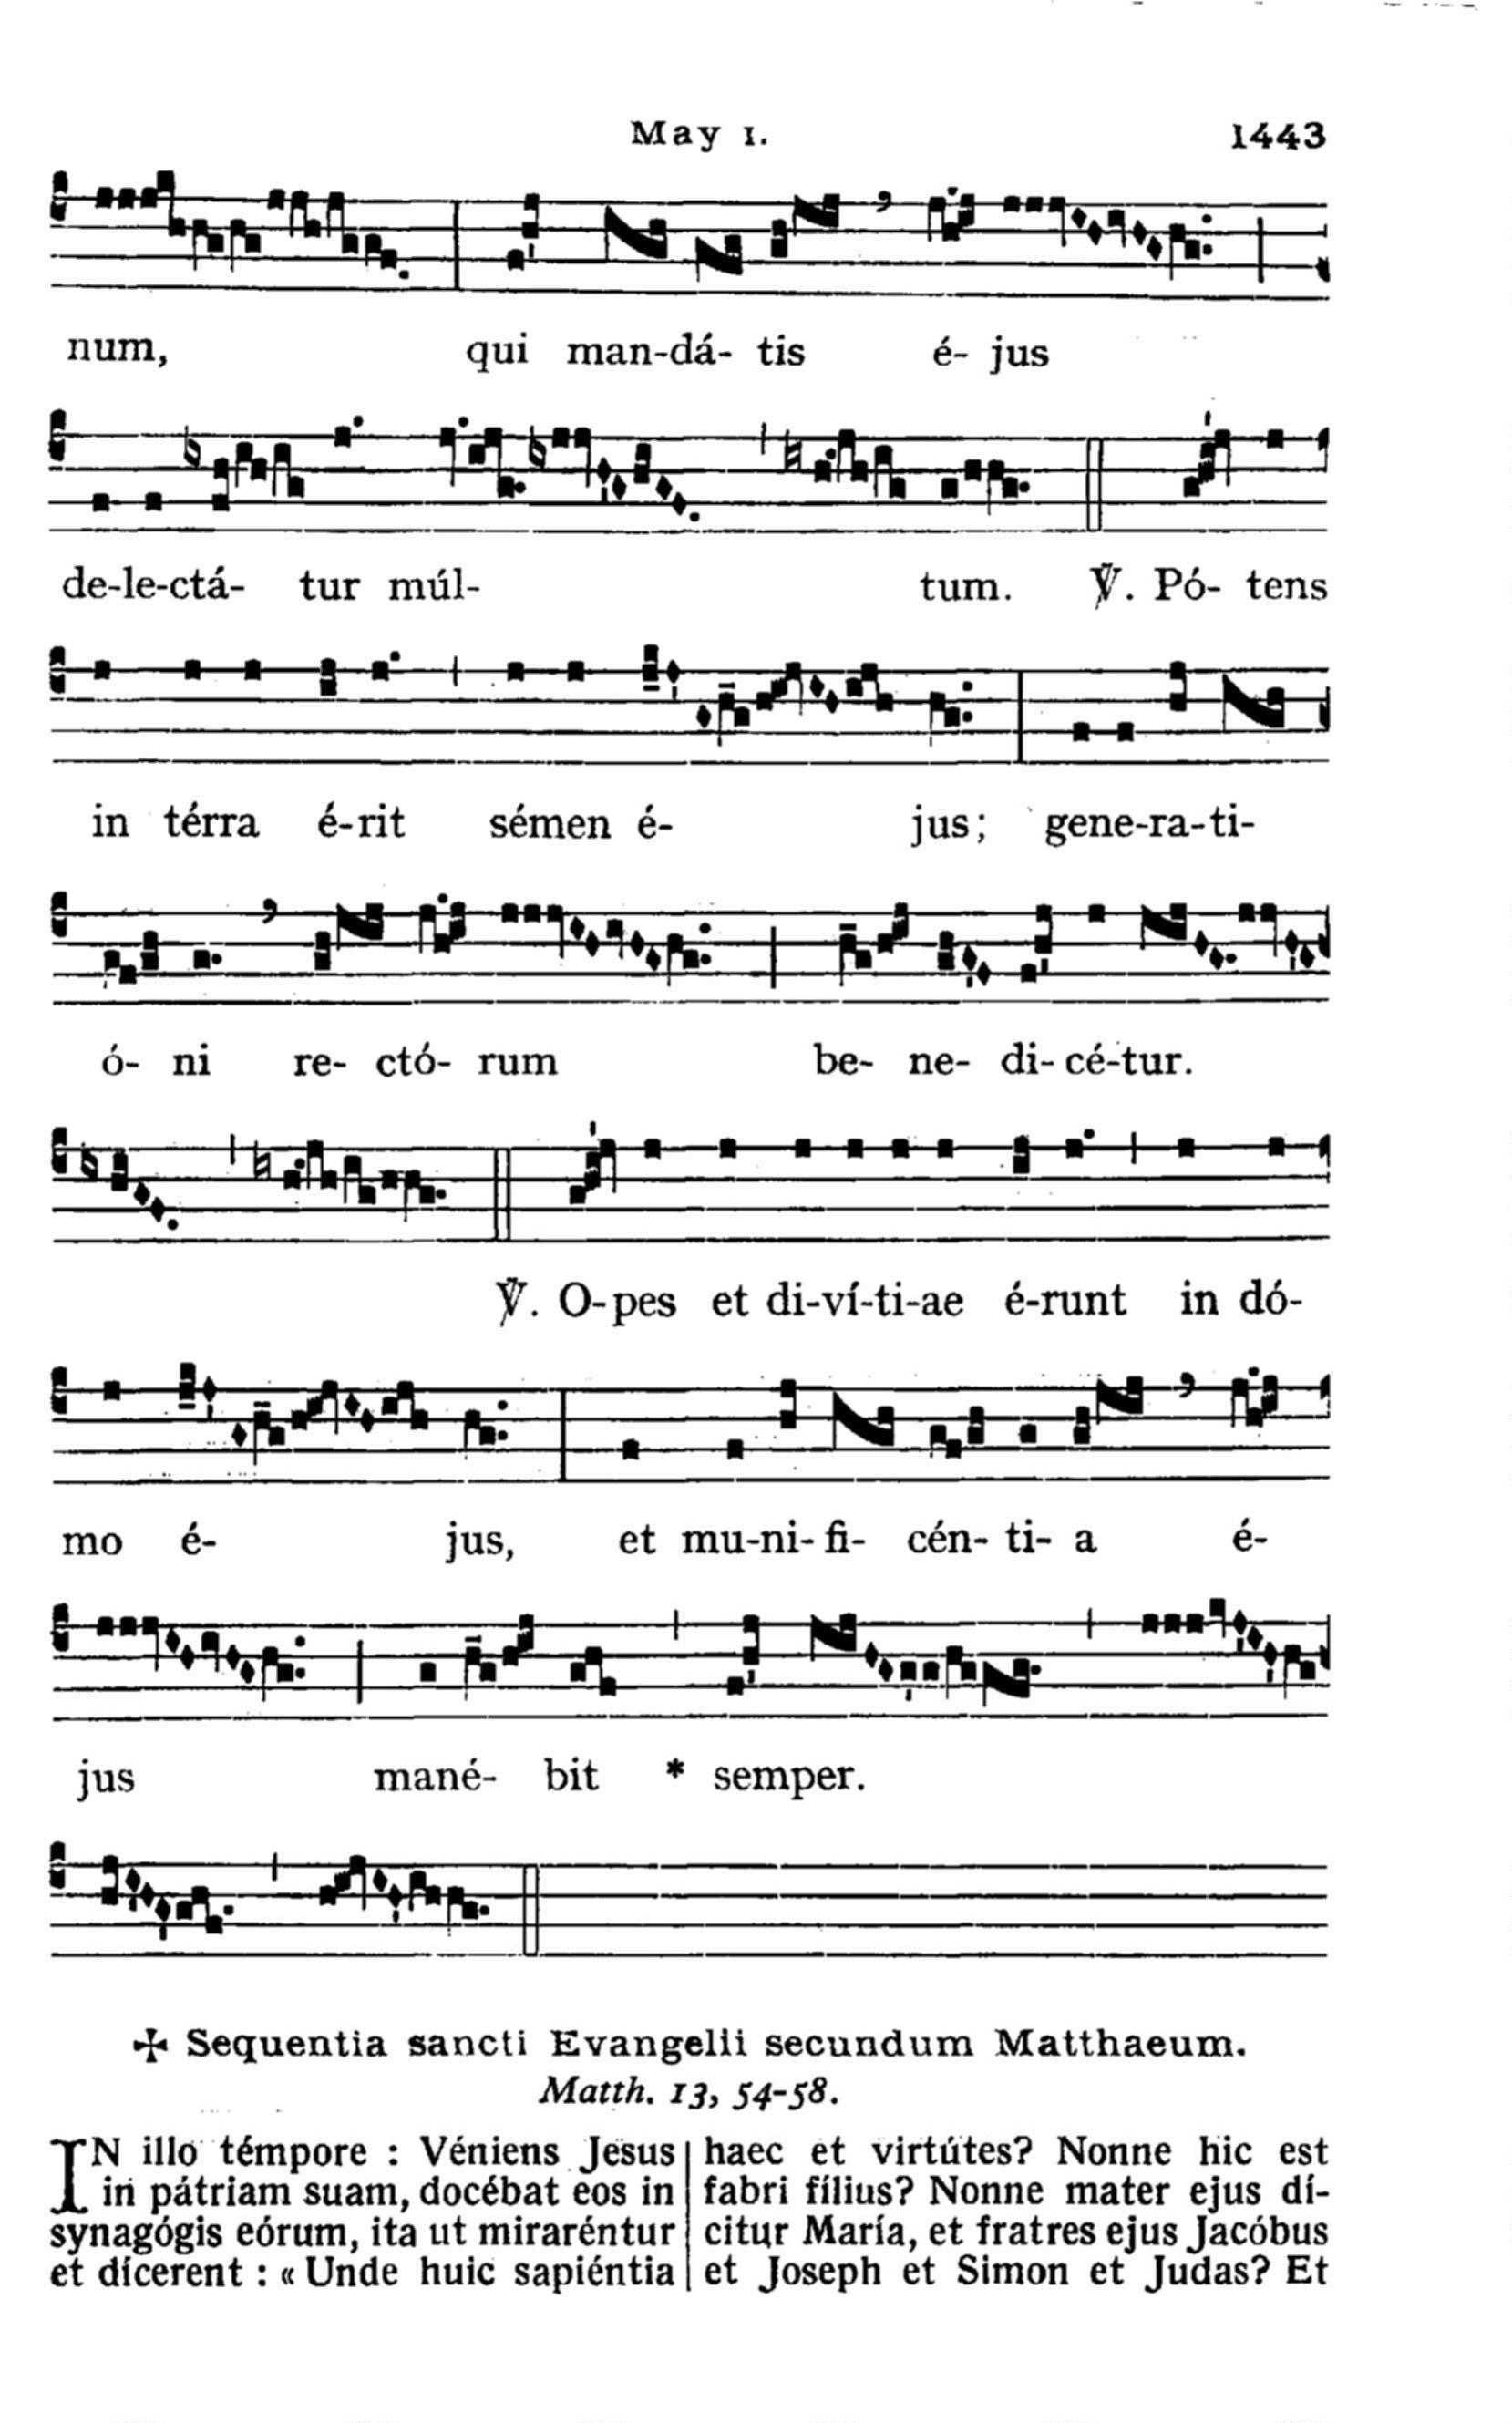 May 1.
1443
num, qui man-dá- tis é- jus
de-le-ctá- tur múl- tum. ℣. Pó- tens
in térra é-rit sémen é- jus; gene-ra-ti-
ó- ni re- ctó- rum be- ne- di- cé-tur.
℣. O-pes et di-ví-ti-ae é-runt in dó-
mo é- jus, et mu-ni-fi- cén- ti- a é-
jus mané- bit * semper.
✠ Sequentia sancti Evangelii secundum Matthaeum.
Matth. 13, 54-58.
IN illo témpore : Véniens Jesus
in pátriam suam, docébat eos in
synagógis eórum, ita ut miraréntur
et dícerent : « Unde huic sapiéntia
haec et virtútes? Nonne hic est
fabri fílius? Nonne mater ejus dí-
citur María, et fratres ejus Jacóbus
et Joseph et Simon et Judas? Et